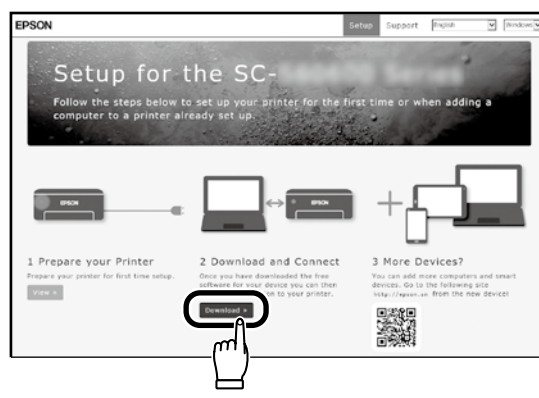 EPSON
Setup Support English Windows
Setup for the SC-
Follow the steps below to set up your printer for the first time or when adding a
computer to a printer already set up.
EPSON
EPSON
1 Prepare your Printer
Prepare your printer for first time setup.
View »
2 Download and Connect
Once you have downloaded the free
software for your device you can then
on to your printer.
Download »
3 More Devices?
You can add more computers and smart
devices. Go to the following site
http://epson.sn from the new device!